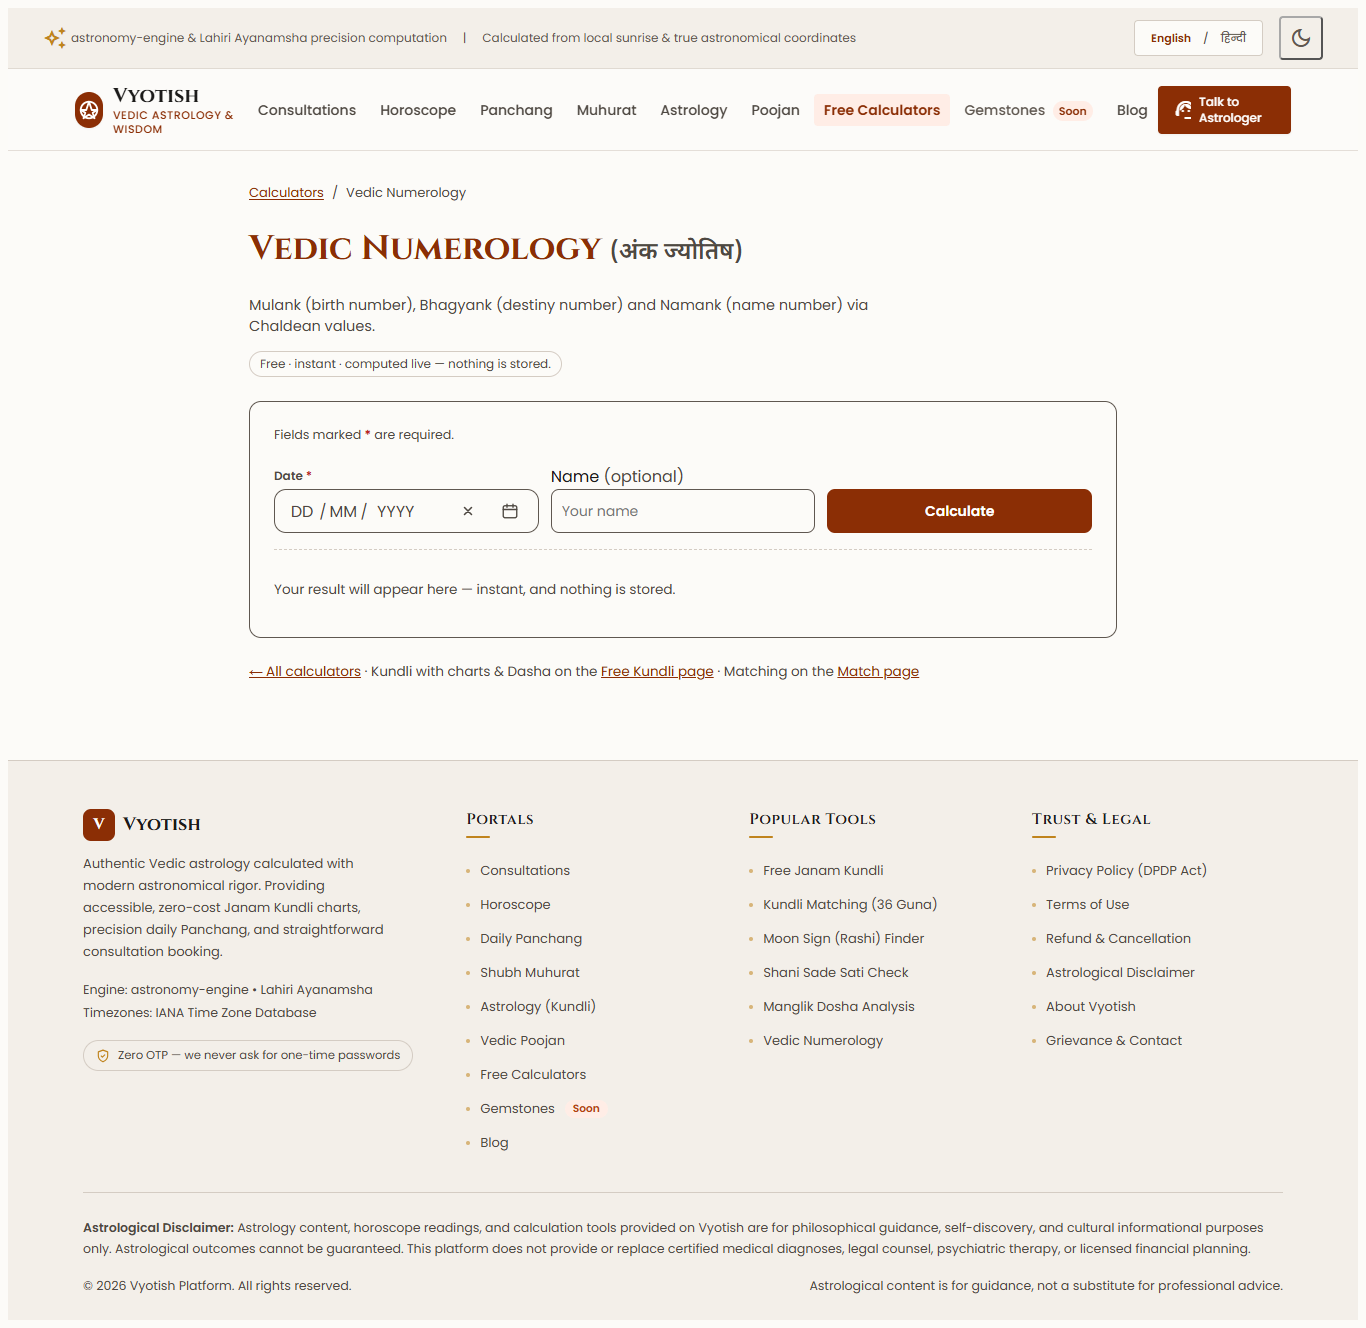 astronomy-engine & Lahiri Ayanamsha precision computation | Calculated from local sunrise & true astronomical coordinates
English / हिन्दी
Vyotish
VEDIC ASTROLOGY &
WISDOM
Consultations Horoscope Panchang Muhurat Astrology Poojan Free Calculators Gemstones Soon Blog
Talk to
Astrologer
Calculators / Vedic Numerology
Vedic Numerology (अंक ज्योतिष)
Mulank (birth number), Bhagyank (destiny number) and Namank (name number) via
Chaldean values.
Free · instant · computed live — nothing is stored.
Fields marked * are required.
Date *
Name (optional)
DD / MM / YYYY
Your name
Calculate
Your result will appear here — instant, and nothing is stored.
← All calculators · Kundli with charts & Dasha on the Free Kundli page · Matching on the Match page
V Vyotish
Authentic Vedic astrology calculated with
modern astronomical rigor. Providing
accessible, zero-cost Janam Kundli charts,
precision daily Panchang, and straightforward
consultation booking.
Engine: astronomy-engine • Lahiri Ayanamsha
Timezones: IANA Time Zone Database
Zero OTP — we never ask for one-time passwords
Portals
Consultations
Horoscope
Daily Panchang
Shubh Muhurat
Astrology (Kundli)
Vedic Poojan
Free Calculators
Gemstones Soon
Blog
Popular Tools
Free Janam Kundli
Kundli Matching (36 Guna)
Moon Sign (Rashi) Finder
Shani Sade Sati Check
Manglik Dosha Analysis
Vedic Numerology
Trust & Legal
Privacy Policy (DPDP Act)
Terms of Use
Refund & Cancellation
Astrological Disclaimer
About Vyotish
Grievance & Contact
Astrological Disclaimer: Astrology content, horoscope readings, and calculation tools provided on Vyotish are for philosophical guidance, self-discovery, and cultural informational purposes
only. Astrological outcomes cannot be guaranteed. This platform does not provide or replace certified medical diagnoses, legal counsel, psychiatric therapy, or licensed financial planning.
© 2026 Vyotish Platform. All rights reserved.
Astrological content is for guidance, not a substitute for professional advice.